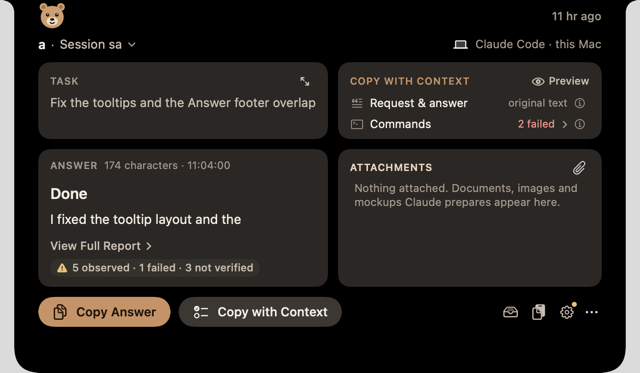 11 hr ago
a · Session sa
Claude Code · this Mac
TASK
Fix the tooltips and the Answer footer overlap
COPY WITH CONTEXT
Preview
Request & answer
original text
Commands
2 failed
ANSWER 174 characters · 11:04:00
Done
I fixed the tooltip layout and the
View Full Report
5 observed · 1 failed · 3 not verified
ATTACHMENTS
Nothing attached. Documents, images and
mockups Claude prepares appear here.
Copy Answer
Copy with Context